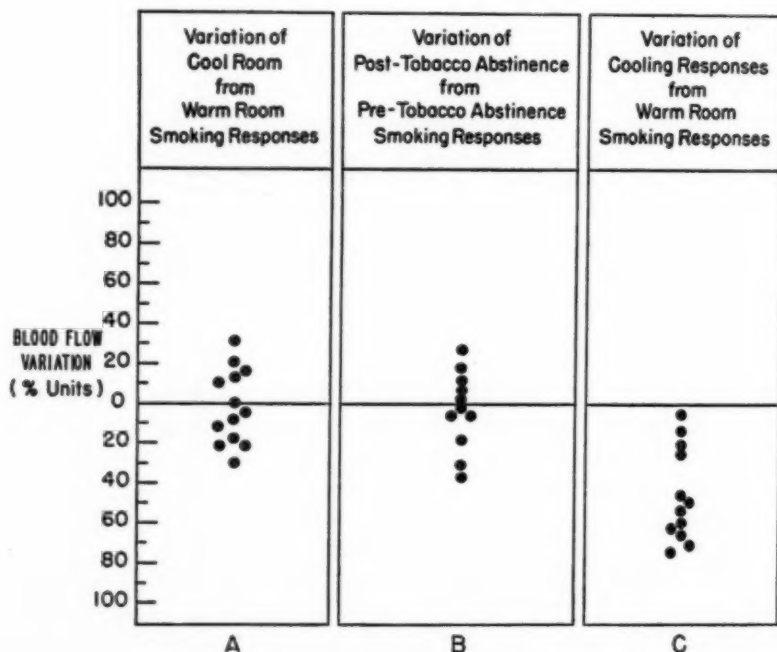 Variation of
Cool Room
from
Warm Room
Smoking Responses
Variation of
Post-Tobacco Abstinence
from
Pre-Tobacco Abstinence
Smoking Responses
Variation of
Cooling Responses
from
Warm Room
Smoking Responses
BLOOD FLOW
VARIATION
(% Units)
100
80
60
40
20
0
20
40
60
80
100
A
B
C